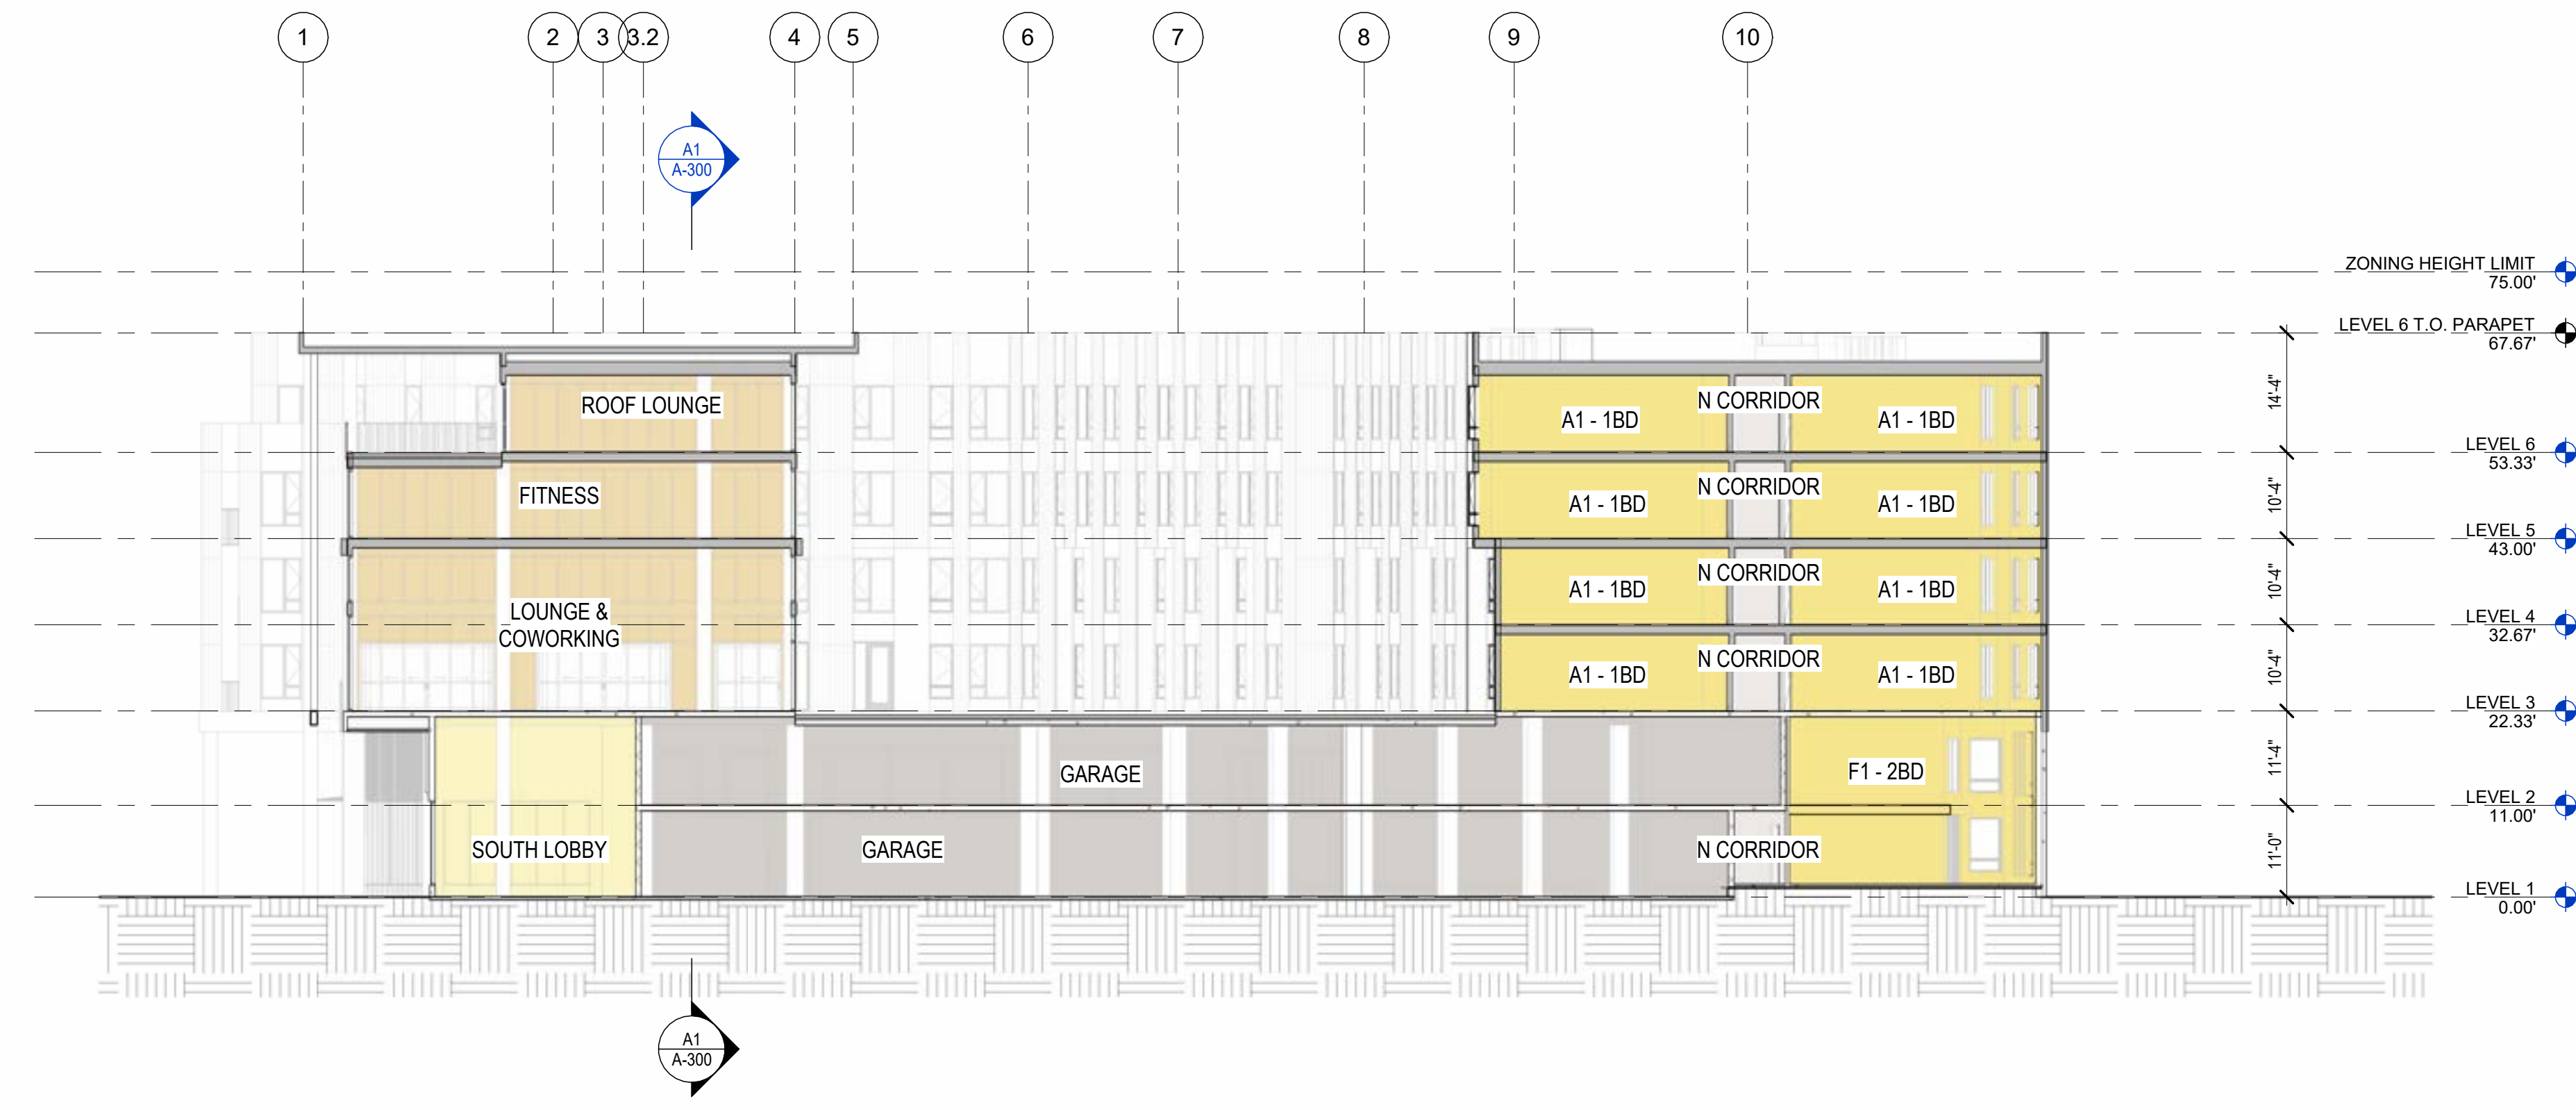 1
2
3
3.2
4
5
6
7
8
9
10
A1
A-300
ZONING HEIGHT LIMIT
75.00'
LEVEL 6 T.O. PARAPET
67.67'
14'-4"
ROOF LOUNGE
N CORRIDOR
A1 - 1BD
A1 - 1BD
LEVEL 6
53.33'
10'-4"
FITNESS
N CORRIDOR
A1 - 1BD
A1 - 1BD
LEVEL 5
43.00'
10'-4"
N CORRIDOR
A1 - 1BD
A1 - 1BD
LOUNGE &
COWORKING
LEVEL 4
32.67'
10'-4"
N CORRIDOR
A1 - 1BD
A1 - 1BD
LEVEL 3
22.33'
11'-4"
GARAGE
F1 - 2BD
LEVEL 2
11.00'
11'-0"
SOUTH LOBBY
GARAGE
N CORRIDOR
LEVEL 1
0.00'
A1
A-300